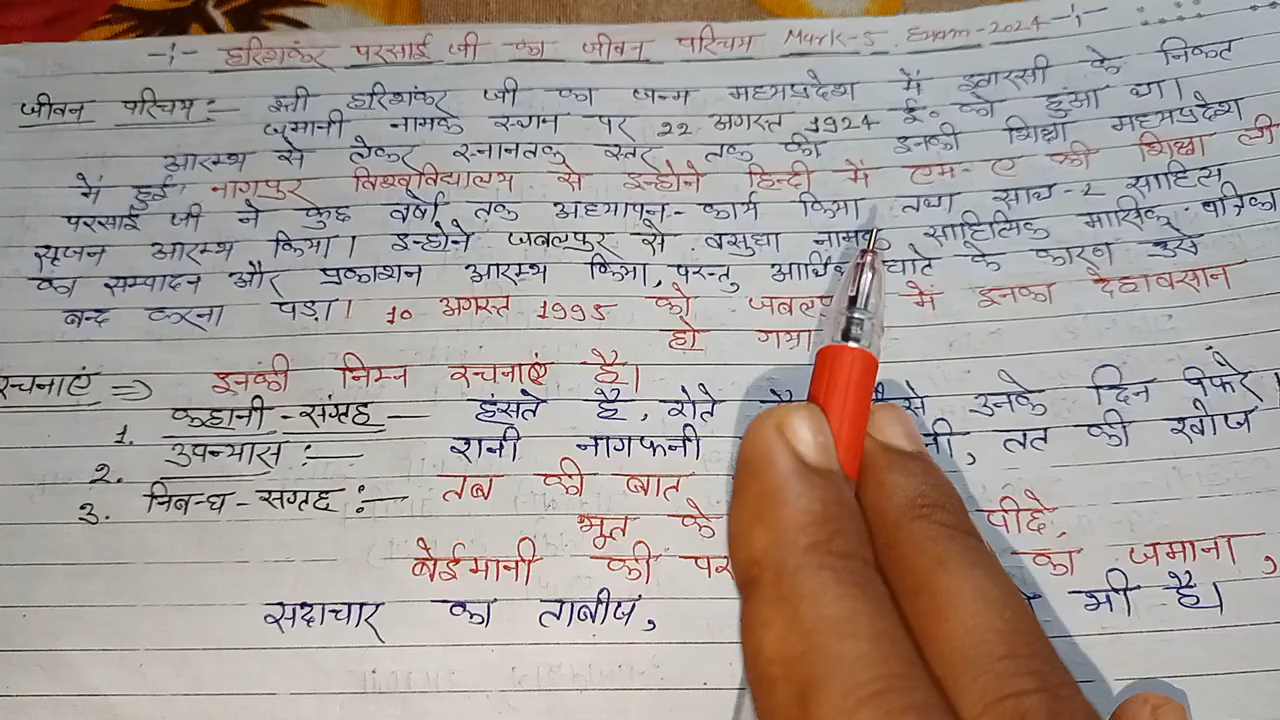 -:- हरिशंकर परसाई जी का जीवन परिचय Mark-5 Exam-2024 -:-
जीवन परिचय :- श्री हरिशंकर जी का जन्म मध्यप्रदेश में इटारसी के निकट
जमानी नामक स्थान पर 22 अगस्त 1924 ई० को हुआ था।
आरम्भ से लेकर स्नातक स्तर तक की इनकी शिक्षा मध्यप्रदेश
में हुई नागपुर विश्वविद्यालय से इन्होंने हिन्दी में एम-ए की शिक्षा ली
परसाई जी ने कुछ वर्षों तक अध्यापन-कार्य किया तथा साथ-2 साहित्य
सृजन आरम्भ किया। इन्होंने जबलपुर से वसुधा नामक साहित्यिक मासिक पत्रिका
का सम्पादन और प्रकाशन आरम्भ किया, परन्तु आर्थिक घाटे के कारण उसे
बन्द करना पड़ा। 10 अगस्त 1995 को जबलपु में इनका देहावसान
हो गया
रचनाएं => इनकी निम्न रचनाएं है।
1. कहानी-संग्रह - हंसते है, रोते उनके दिन फिरे।
2. उपन्यास :- रानी नागफनी तट की खोज
3. निबन्ध-संग्रह :- तब की बात
भूत के पीछे,
बेईमानी की का जमाना,
सदाचार का ताबीज, भी है।